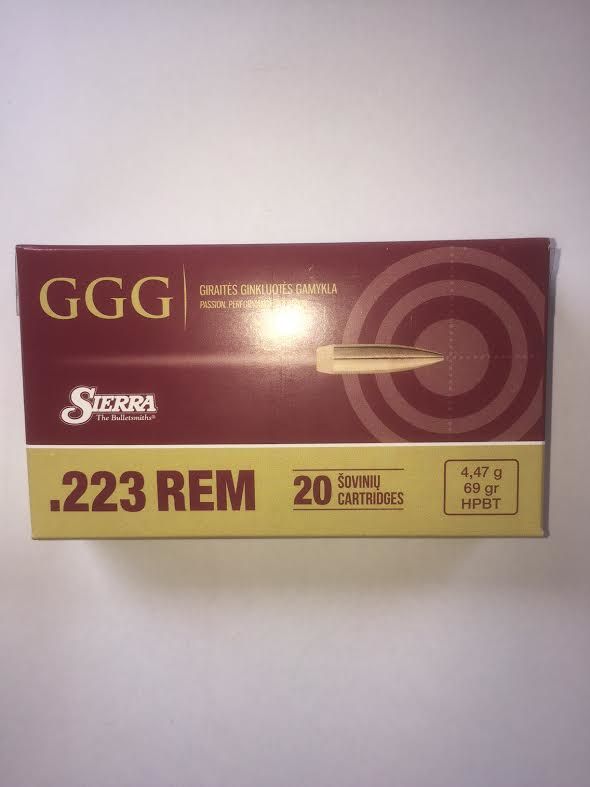 GGG
GIRAITĖS GINKLUOTĖS GAMYKLA
PASSION. PERFORMANCE.
SIERRA
The Bulletsmiths®
.223 REM
20 ŠOVINIŲ
CARTRIDGES
4,47 g
69 gr
HPBT